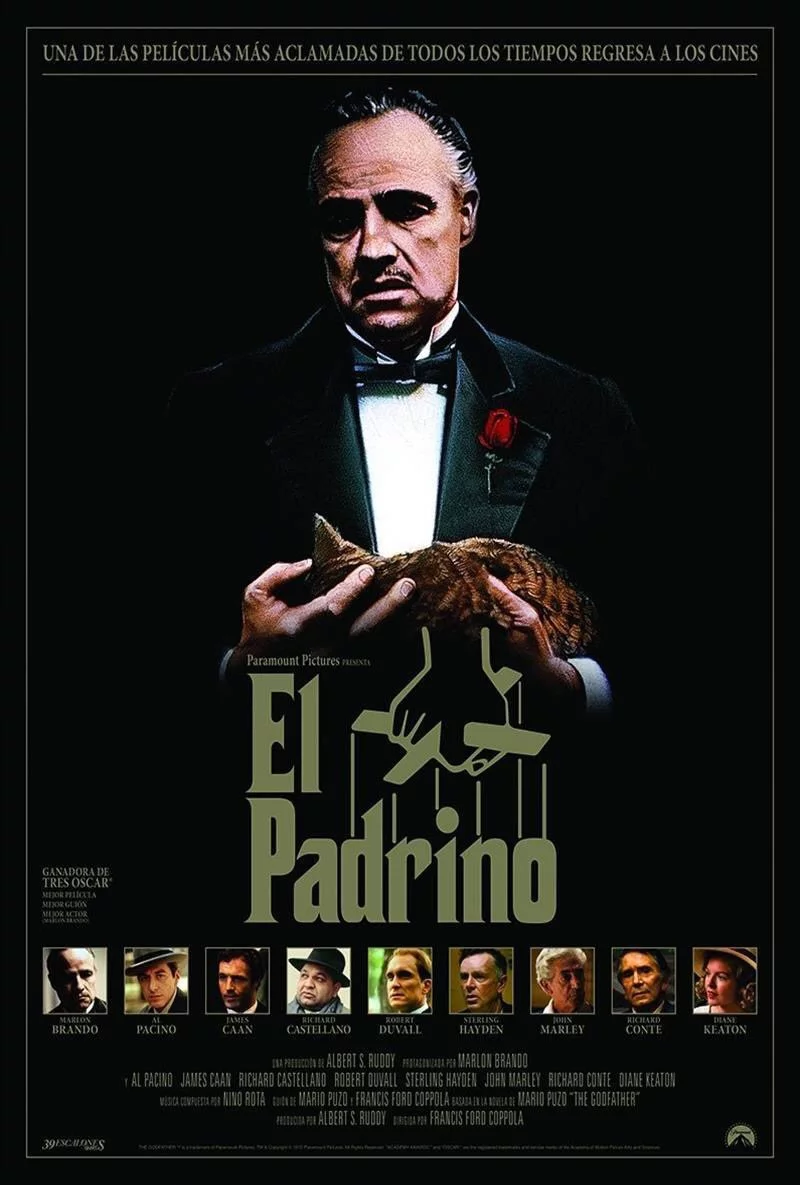 UNA DE LAS PELÍCULAS MÁS ACLAMADAS DE TODOS LOS TIEMPOS REGRESA A LOS CINES
Paramount Pictures PRESENTA
El
Padrino
GANADORA DE
TRES OSCAR®
MEJOR PELÍCULA
MEJOR GUIÓN
MEJOR ACTOR
(MARLON BRANDO)
MARLON BRANDO
AL PACINO
JAMES CAAN
RICHARD CASTELLANO
ROBERT DUVALL
STERLING HAYDEN
JOHN MARLEY
RICHARD CONTE
DIANE KEATON
UNA PRODUCCIÓN DE ALBERT S. RUDDY PROTAGONIZADA POR MARLON BRANDO
Y AL PACINO JAMES CAAN RICHARD CASTELLANO ROBERT DUVALL STERLING HAYDEN JOHN MARLEY RICHARD CONTE DIANE KEATON
MÚSICA COMPUESTA POR NINO ROTA GUIÓN DE MARIO PUZO Y FRANCIS FORD COPPOLA BASADA EN LA NOVELA DE MARIO PUZO "THE GODFATHER"
PRODUCIDA POR ALBERT S. RUDDY DIRIGIDA POR FRANCIS FORD COPPOLA
39 ESCALONES
Paramount